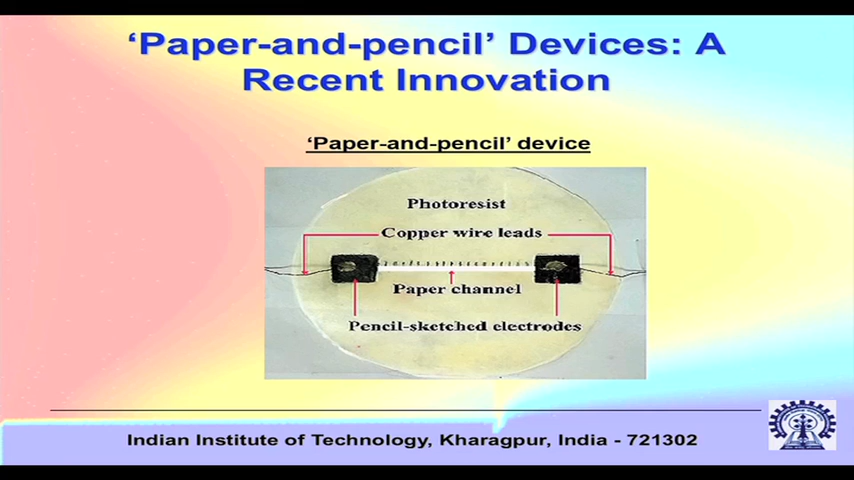 ‘Paper-and-pencil’ Devices: A
Recent Innovation
‘Paper-and-pencil’ device
Photoresist
Copper wire leads
Paper channel
Pencil-sketched electrodes
Indian Institute of Technology, Kharagpur, India - 721302